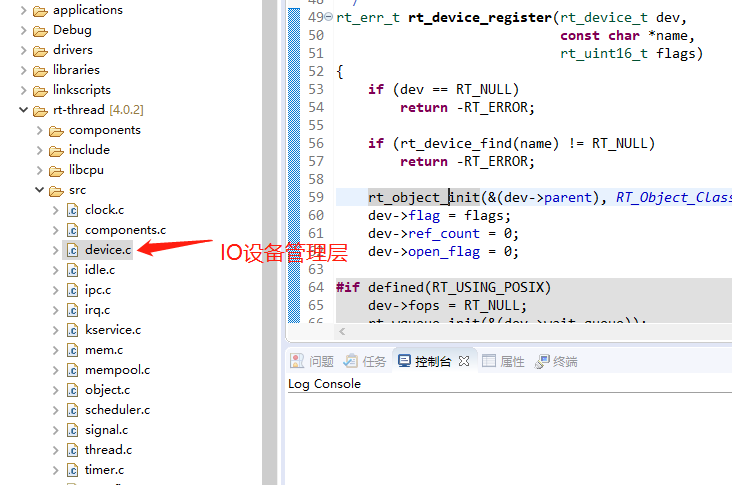 applications
Debug
drivers
libraries
linkscripts
rt-thread [4.0.2]
components
include
libcpu
src
clock.c
components.c
device.c
idle.c
ipc.c
irq.c
kservice.c
mem.c
mempool.c
object.c
scheduler.c
signal.c
thread.c
timer.c
IO设备管理层
49 rt_err_t rt_device_register(rt_device_t dev,
50 const char *name,
51 rt_uint16_t flags)
52 {
53 if (dev == RT_NULL)
54 return -RT_ERROR;
55
56 if (rt_device_find(name) != RT_NULL)
57 return -RT_ERROR;
58
59 rt_object_init(&(dev->parent), RT_Object_Class
60 dev->flag = flags;
61 dev->ref_count = 0;
62 dev->open_flag = 0;
63
64 #if defined(RT_USING_POSIX)
65 dev->fops = RT_NULL;
66 rt_wqueue_init(&(dev->wait_queue));
问题 任务 控制台 属性 终端
Log Console